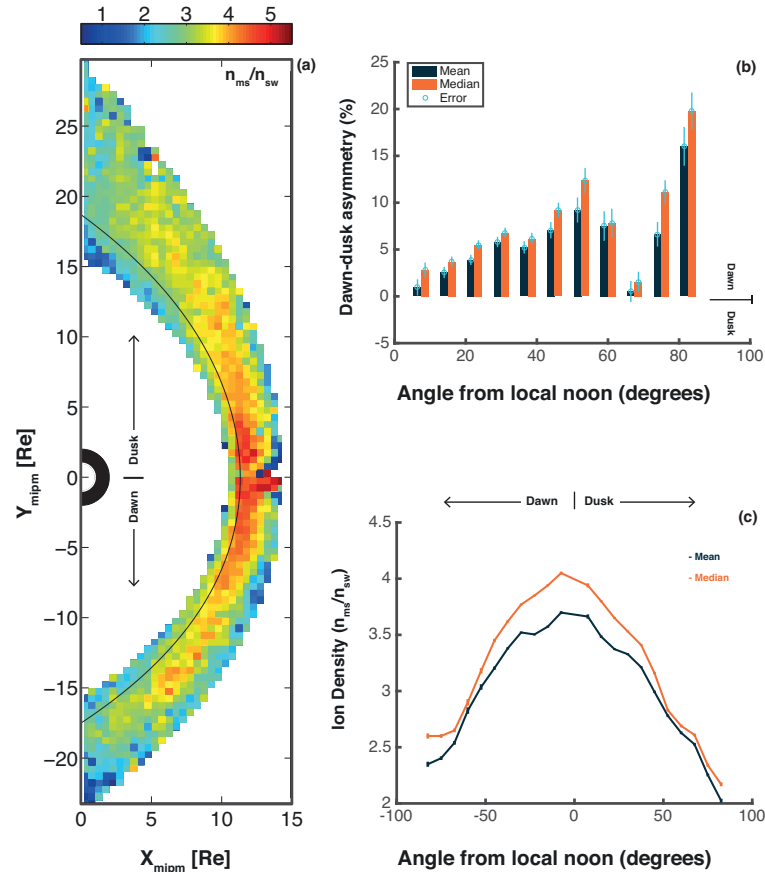 1 2 3 4 5
(a)
n_ms/n_sw
25
20
15
10
5
0
−5
−10
−15
−20
Y_mipm [Re]
Dusk
Dawn
0 5 10 15
X_mipm [Re]
(b)
Mean
Median
Error
25
20
15
10
5
0
-5
Dawn-dusk asymmetry (%)
Dawn
Dusk
0 20 40 60 80 100
Angle from local noon (degrees)
Dawn Dusk
(c)
4.5
4
3.5
3
2.5
2
Ion Density (n_ms/n_sw)
- Mean
- Median
-100 -50 0 50 100
Angle from local noon (degrees)